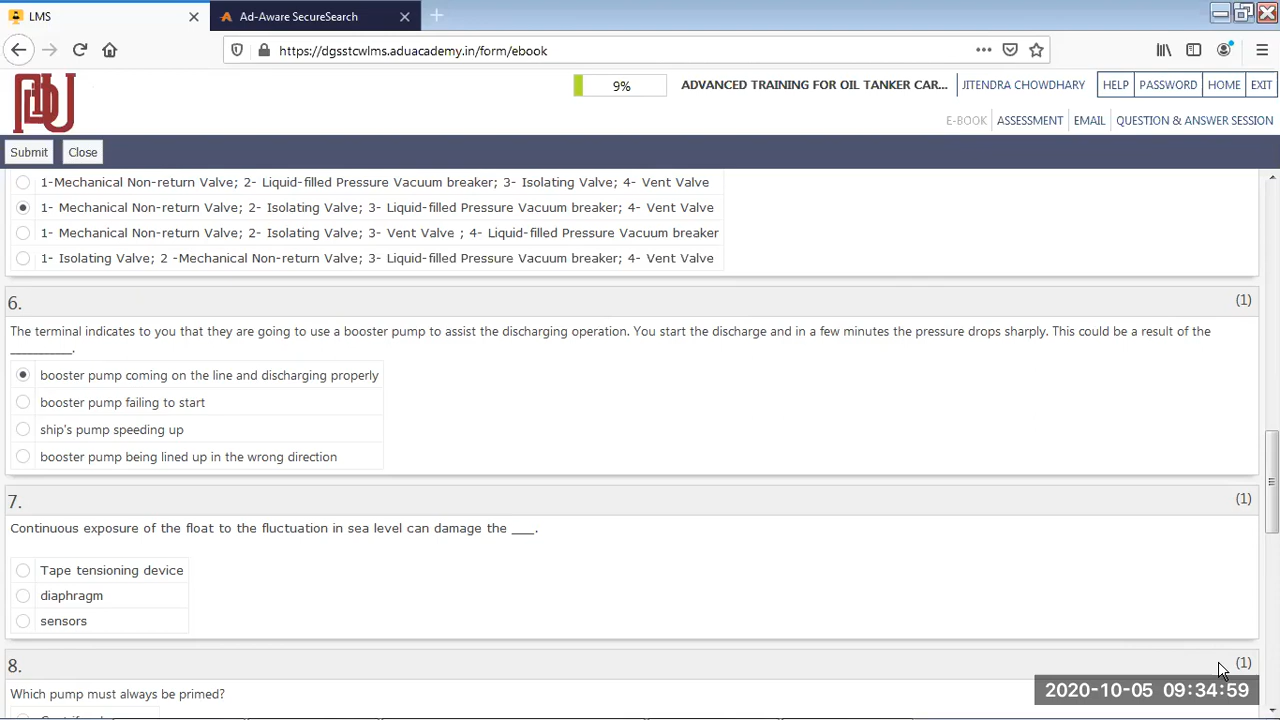 LMS
Ad-Aware SecureSearch
https://dgsstcwlms.aduacademy.in/form/ebook
9%
ADVANCED TRAINING FOR OIL TANKER CAR...
JITENDRA CHOWDHARY
HELP
PASSWORD
HOME
EXIT
E-BOOK
ASSESSMENT
EMAIL
QUESTION & ANSWER SESSION
Submit
Close
1-Mechanical Non-return Valve; 2- Liquid-filled Pressure Vacuum breaker; 3- Isolating Valve; 4- Vent Valve
1- Mechanical Non-return Valve; 2- Isolating Valve; 3- Liquid-filled Pressure Vacuum breaker; 4- Vent Valve
1- Mechanical Non-return Valve; 2- Isolating Valve; 3- Vent Valve ; 4- Liquid-filled Pressure Vacuum breaker
1- Isolating Valve; 2 -Mechanical Non-return Valve; 3- Liquid-filled Pressure Vacuum breaker; 4- Vent Valve
6.
(1)
The terminal indicates to you that they are going to use a booster pump to assist the discharging operation. You start the discharge and in a few minutes the pressure drops sharply. This could be a result of the
___________.
booster pump coming on the line and discharging properly
booster pump failing to start
ship's pump speeding up
booster pump being lined up in the wrong direction
7.
(1)
Continuous exposure of the float to the fluctuation in sea level can damage the ___.
Tape tensioning device
diaphragm
sensors
8.
(1)
Which pump must always be primed?
2020-10-05 09:34:59